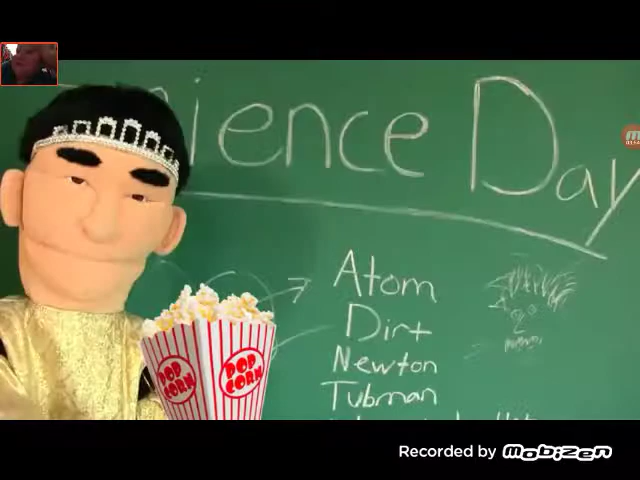 ience Day
Atom
Dirt
Newton
Tubman
POP CORN
POP CORN
Recorded by mobizen